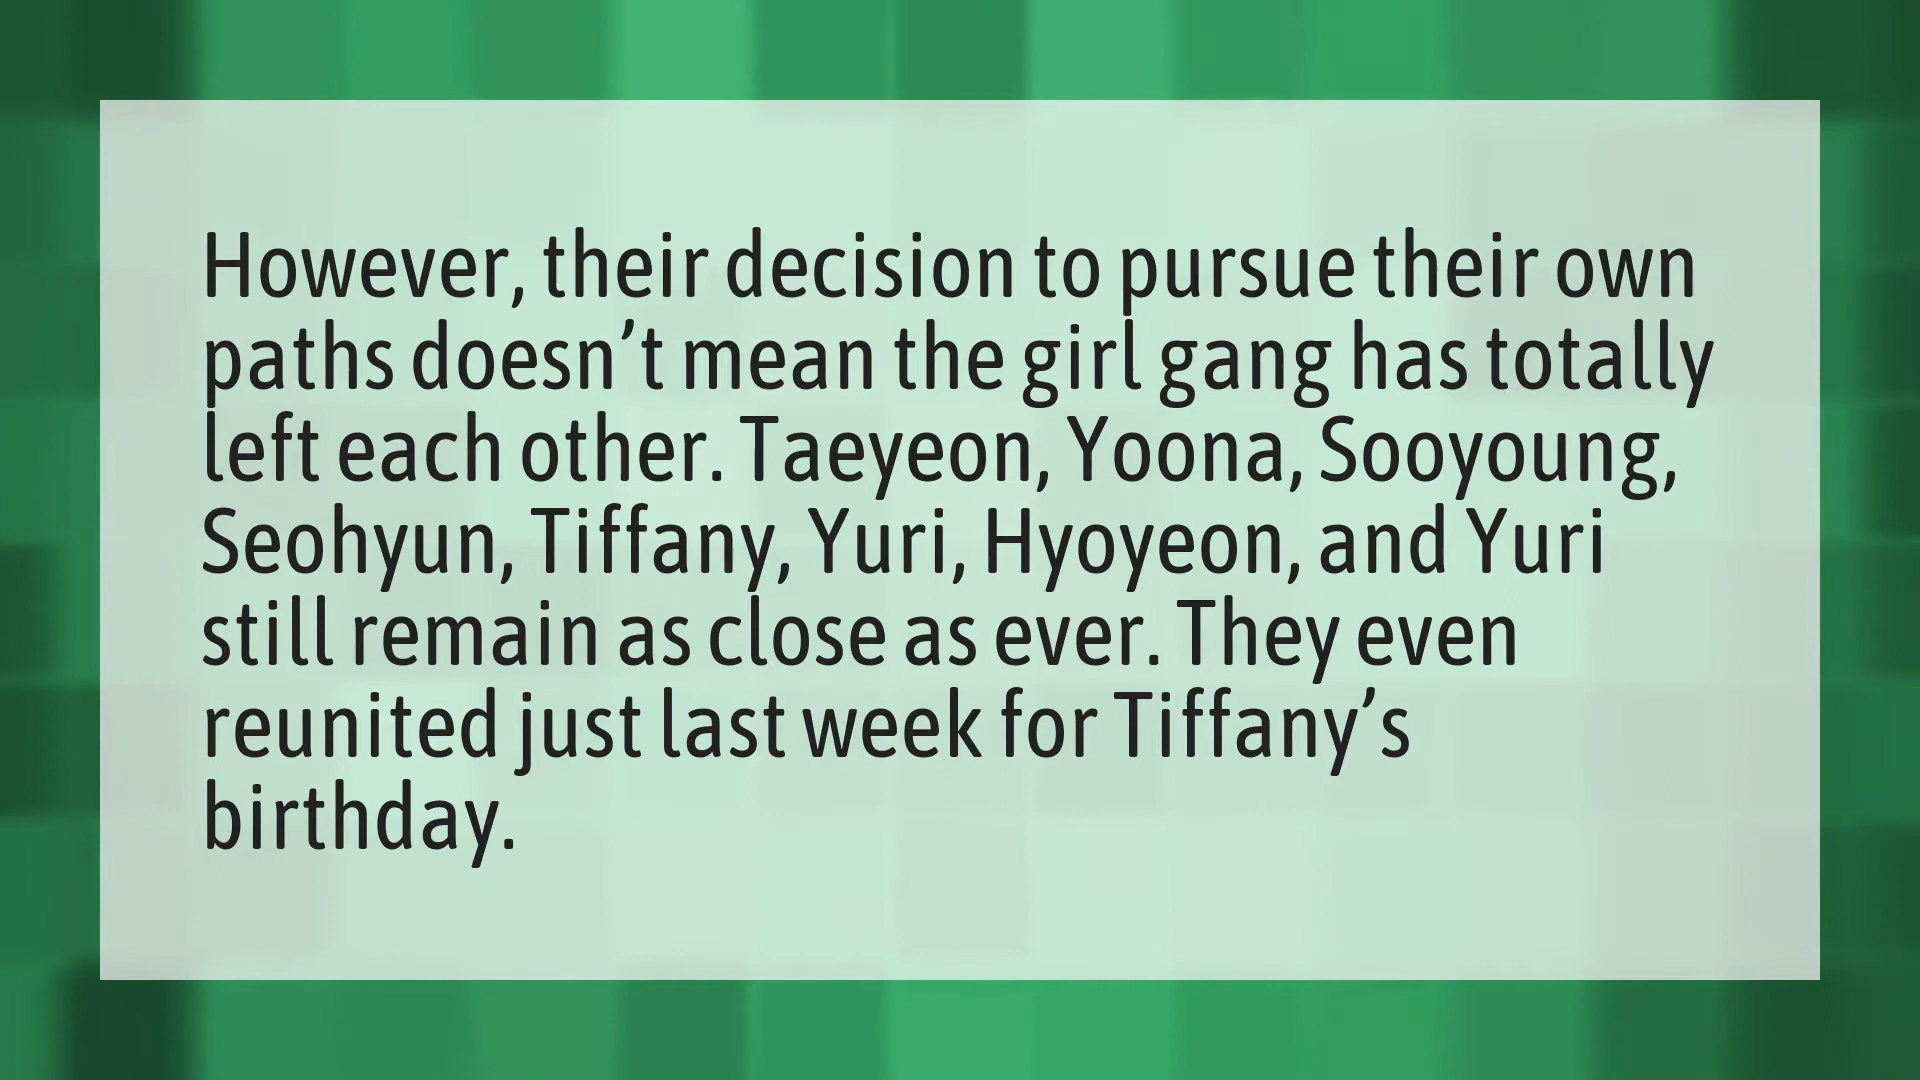 However, their decision to pursue their own
paths doesn’t mean the girl gang has totally
left each other. Taeyeon, Yoona, Sooyoung,
Seohyun, Tiffany, Yuri, Hyoyeon, and Yuri
still remain as close as ever. They even
reunited just last week for Tiffany’s
birthday.